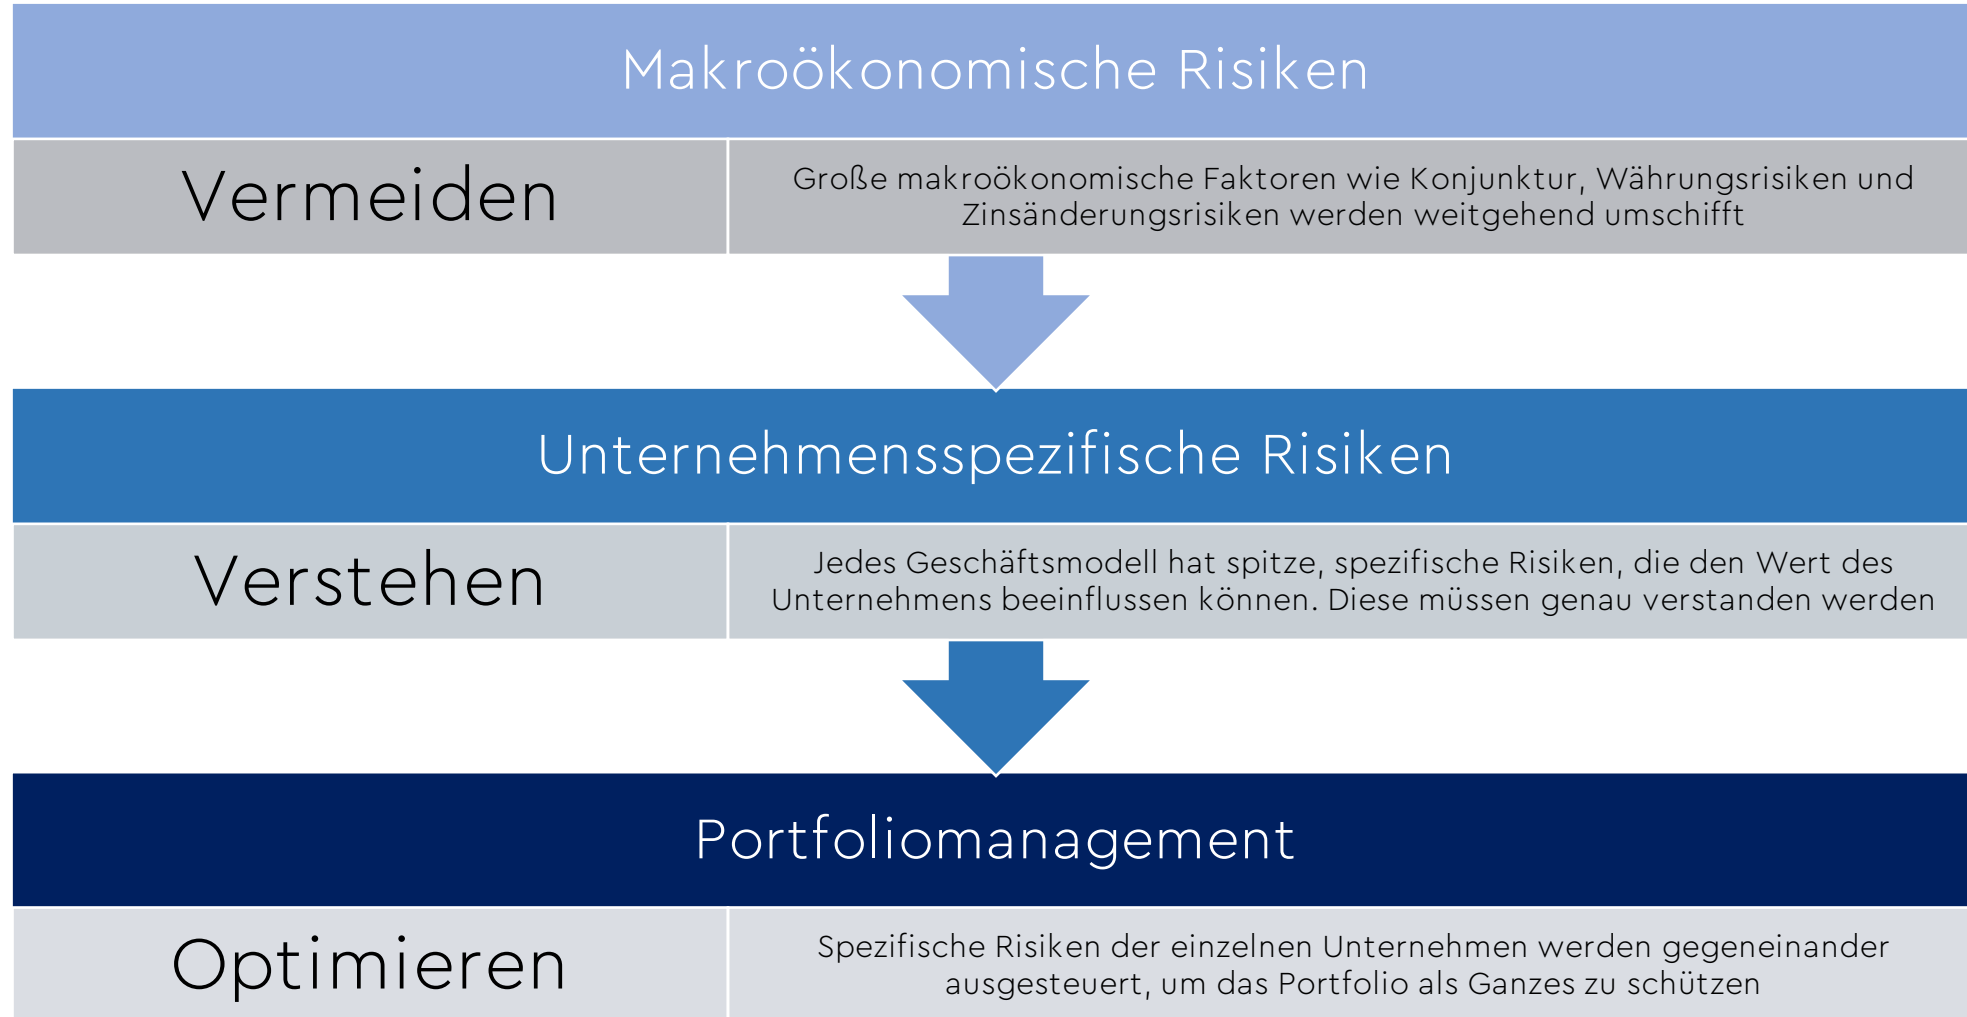 Makroökonomische Risiken
Vermeiden
Große makroökonomische Faktoren wie Konjunktur, Währungsrisiken und
Zinsänderungsrisiken werden weitgehend umschifft
Unternehmensspezifische Risiken
Verstehen
Jedes Geschäftsmodell hat spitze, spezifische Risiken, die den Wert des
Unternehmens beeinflussen können. Diese müssen genau verstanden werden
Portfoliomanagement
Optimieren
Spezifische Risiken der einzelnen Unternehmen werden gegeneinander
ausgesteuert, um das Portfolio als Ganzes zu schützen